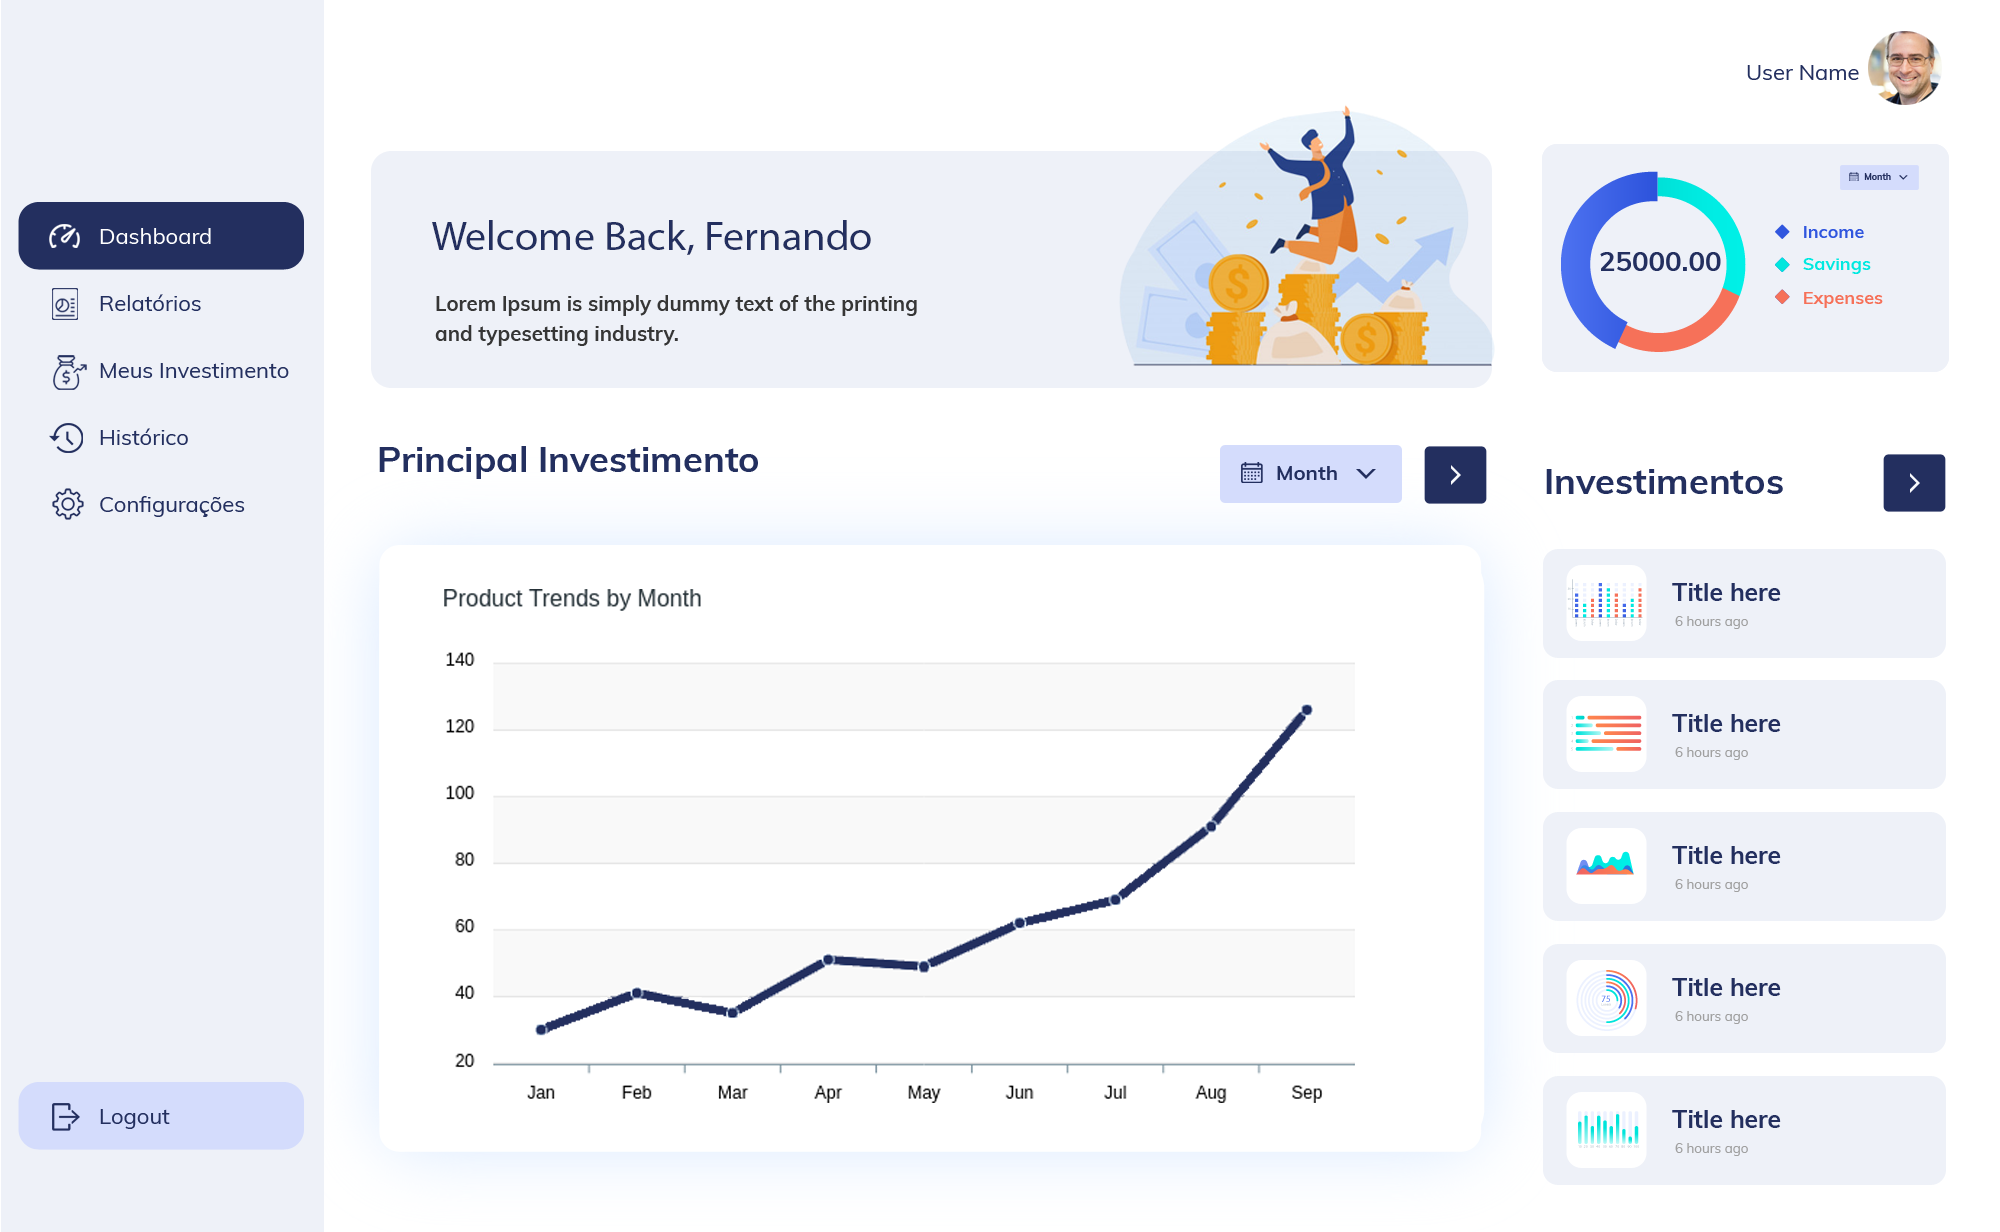 User Name
Dashboard
Relatórios
Meus Investimento
Histórico
Configurações
Logout
Welcome Back, Fernando
Lorem Ipsum is simply dummy text of the printing
and typesetting industry.
$
$
Month
25000.00
Income
Savings
Expenses
Principal Investimento
Month
Product Trends by Month
140
120
100
80
60
40
20
Jan Feb Mar Apr May Jun Jul Aug Sep
Investimentos
Title here
6 hours ago
Title here
6 hours ago
Title here
6 hours ago
75
Title here
6 hours ago
Title here
6 hours ago